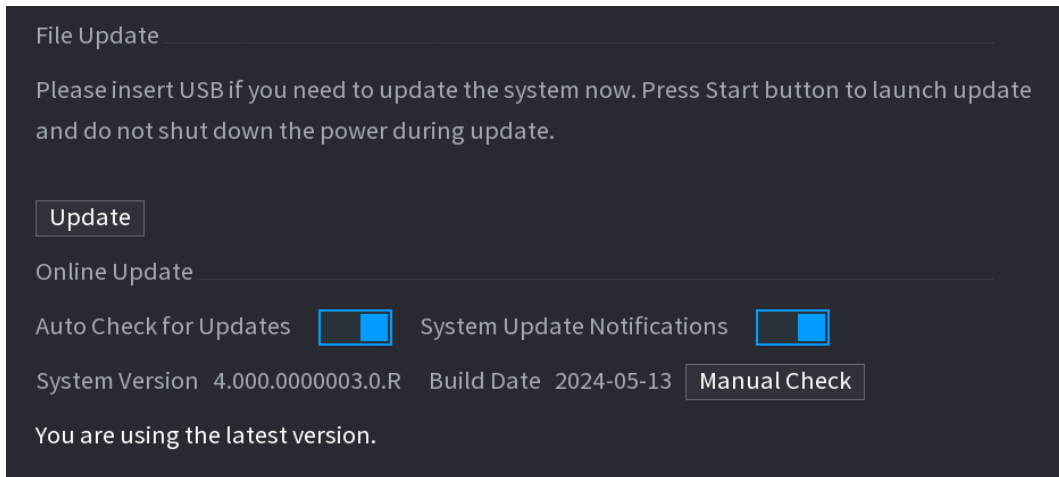 File Update
Please insert USB if you need to update the system now. Press Start button to launch update
and do not shut down the power during update.
Update
Online Update
Auto Check for Updates System Update Notifications
System Version 4.000.0000003.0.R Build Date 2024-05-13 Manual Check
You are using the latest version.